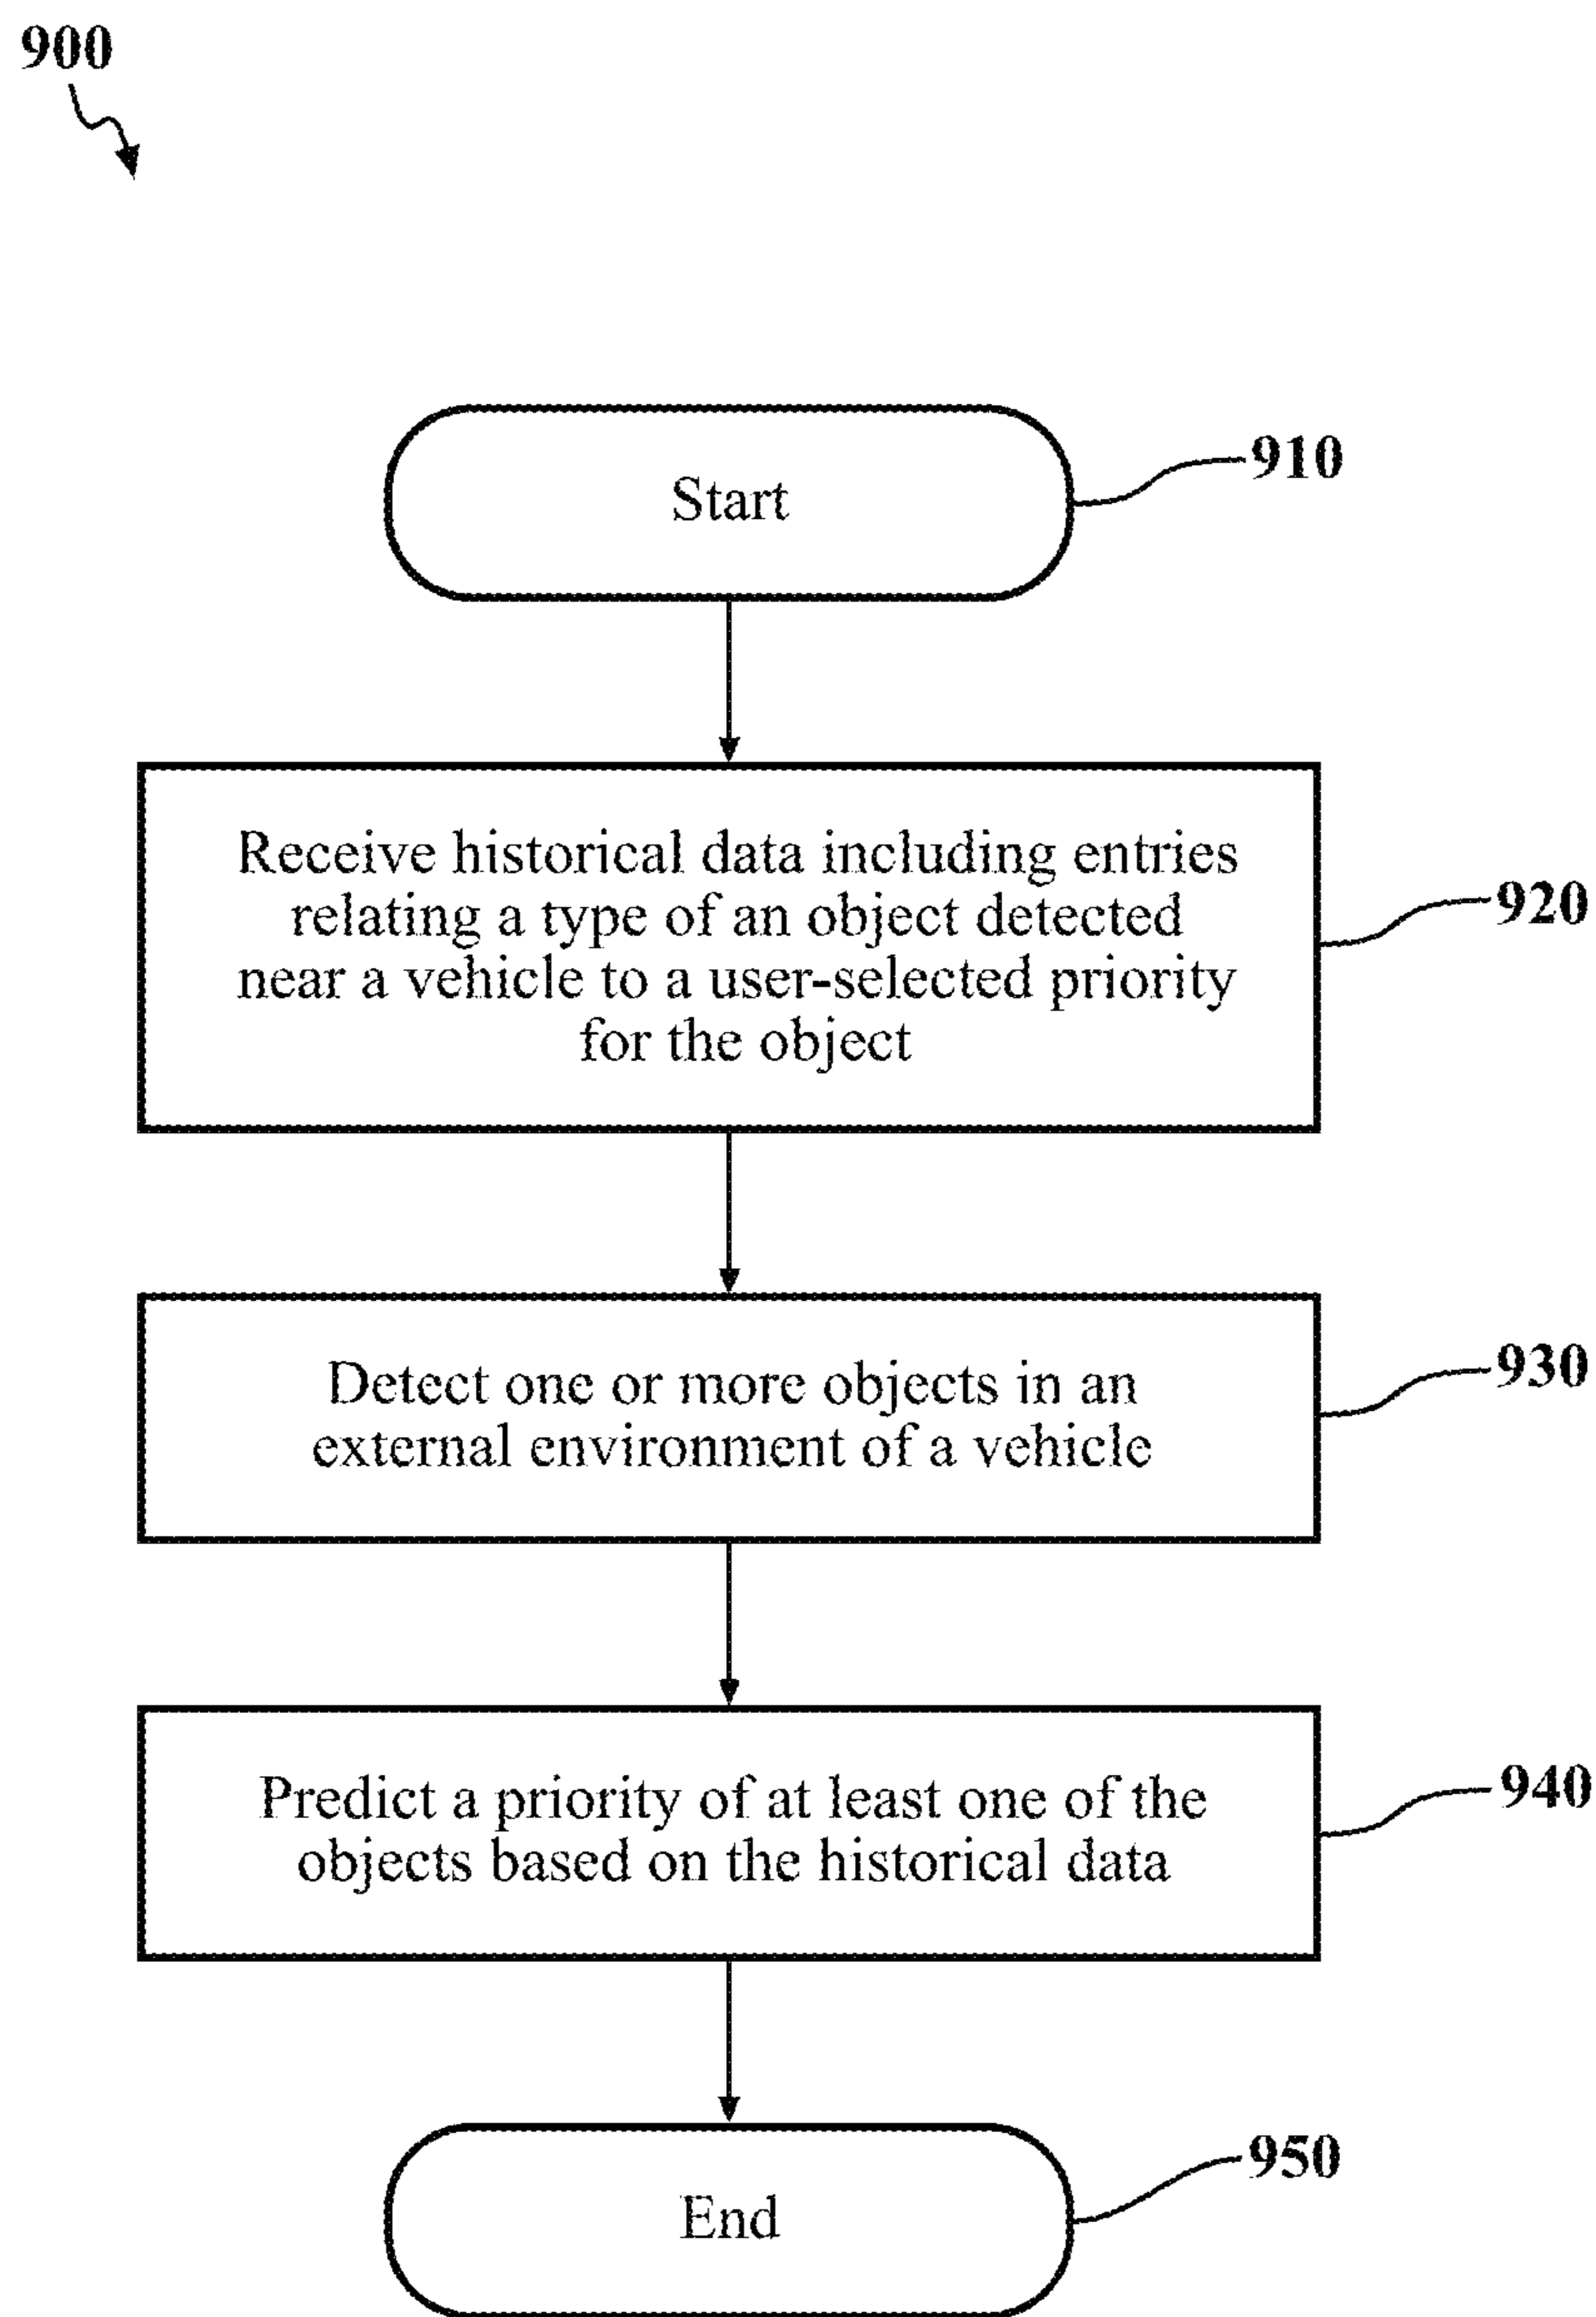 900
Start
910
Receive historical data including entries
relating a type of an object detected
near a vehicle to a user-selected priority
for the object
920
Detect one or more objects in an
external environment of a vehicle
930
Predict a priority of at least one of the
objects based on the historical data
940
End
950